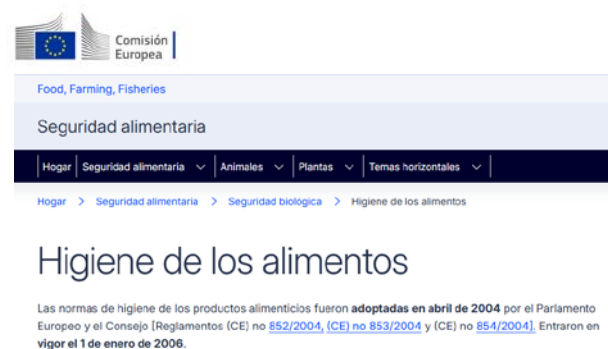 Comisión
Europea
Food, Farming, Fisheries
Seguridad alimentaria
Hogar Seguridad alimentaria Animales Plantas Temas horizontales
Hogar > Seguridad alimentaria > Seguridad biológica > Higiene de los alimentos
Higiene de los alimentos
Las normas de higiene de los productos alimenticios fueron adoptadas en abril de 2004 por el Parlamento
Europeo y el Consejo [Reglamentos (CE) no 852/2004, (CE) no 853/2004 y (CE) no 854/2004]. Entraron en
vigor el 1 de enero de 2006.